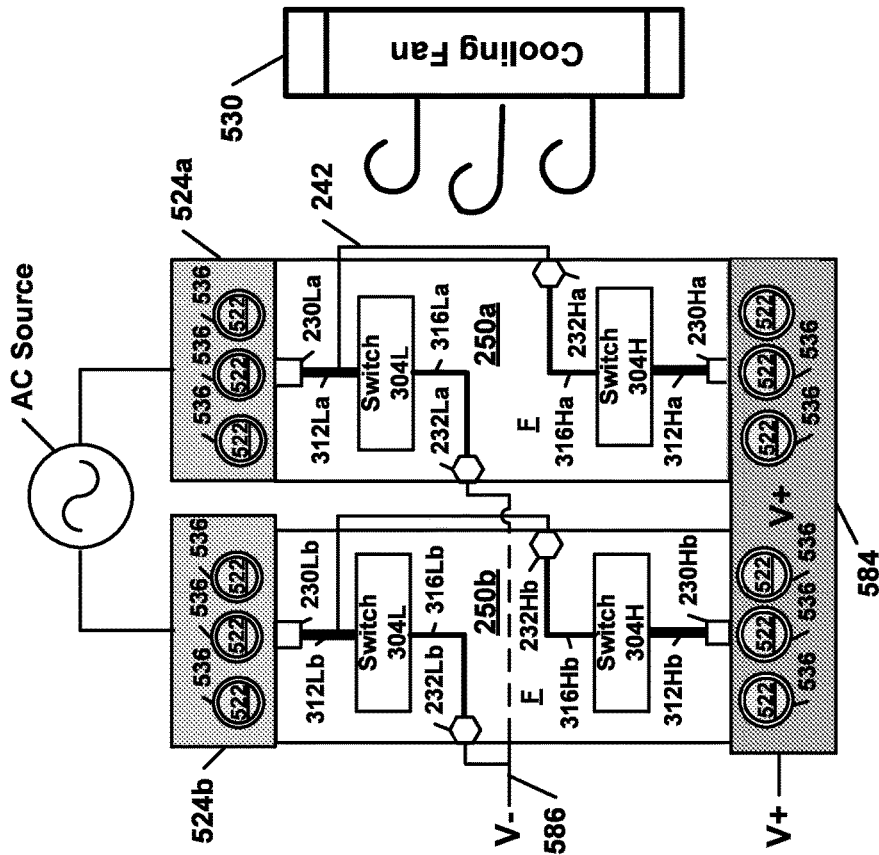 AC Source
530
Cooling Fan
524a
524b
536
536
536
536
536
536
522
522
522
522
522
522
242
230Lb
230La
312Lb
312La
Switch
304L
Switch
304L
316Lb
316La
232Lb
232La
250b
250a
V-
586
F
F
232Hb
232Ha
316Hb
316Ha
Switch
304H
Switch
304H
312Hb
312Ha
230Hb
230Ha
522
522
522
522
522
522
536
536
536
536
536
V+
V+
584